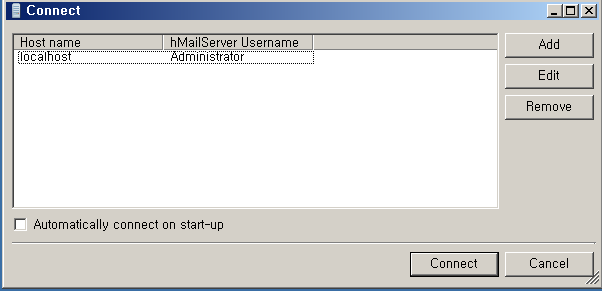 Connect
Host name hMailServer Username
localhost Administrator
Add
Edit
Remove
Automatically connect on start-up
Connect Cancel